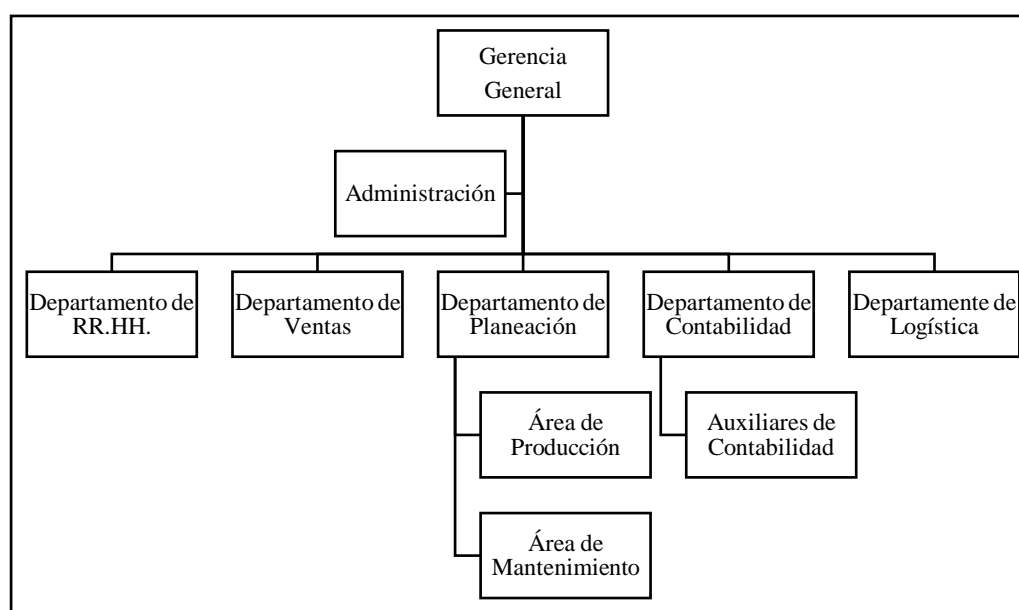 Gerencia
General
Administración
Departamento de
RR.HH.
Departamento de
Ventas
Departamento de
Planeación
Departamento de
Contabilidad
Departamente de
Logística
Área de
Producción
Auxiliares de
Contabilidad
Área de
Mantenimiento